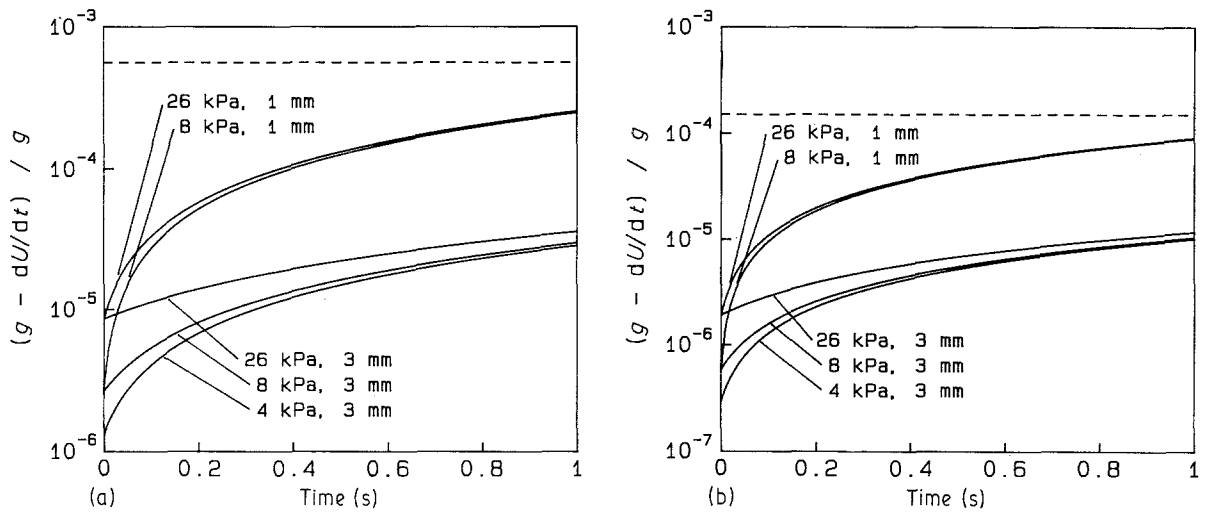 (g - dU/dt) / g
10⁻³
10⁻⁴
10⁻⁵
10⁻⁶
26 kPa, 1 mm
8 kPa, 1 mm
26 kPa, 3 mm
8 kPa, 3 mm
4 kPa, 3 mm
0 0.2 0.4 0.6 0.8 1
(a) Time (s)
(g - dU/dt) / g
10⁻³
10⁻⁴
10⁻⁵
10⁻⁶
10⁻⁷
26 kPa, 1 mm
8 kPa, 1 mm
26 kPa, 3 mm
8 kPa, 3 mm
4 kPa, 3 mm
0 0.2 0.4 0.6 0.8 1
(b) Time (s)